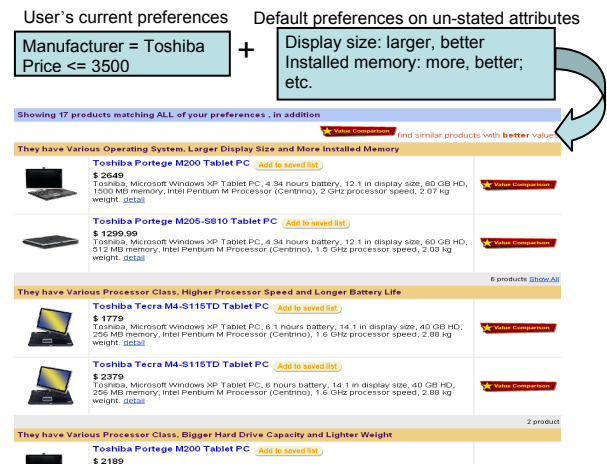 User's current preferences
Default preferences on un-stated attributes
Manufacturer = Toshiba
Price <= 3500
+
Display size: larger, better
Installed memory: more, better;
etc.
Showing 17 products matching ALL of your preferences , in addition
Value Comparison find similar products with better values
They have Various Operating System, Larger Display Size and More Installed Memory
Toshiba Portege M200 Tablet PC Add to saved list
$ 2649
Toshiba, Microsoft Windows XP Tablet PC, 4.34 hours battery, 12.1 in display size, 80 GB HD,
1500 MB memory, Intel Pentium M Processor (Centrino), 2 GHz processor speed, 2.07 kg
weight. detail
Value Comparison
Toshiba Portege M205-S810 Tablet PC Add to saved list
$ 1299.99
Toshiba, Microsoft Windows XP Tablet PC, 4.34 hours battery, 12.1 in display size, 60 GB HD,
512 MB memory, Intel Pentium M Processor (Centrino), 1.5 GHz processor speed, 2.03 kg
weight. detail
Value Comparison
6 products Show All
They have Various Processor Class, Higher Processor Speed and Longer Battery Life
Toshiba Tecra M4-S115TD Tablet PC Add to saved list
$ 1779
Toshiba, Microsoft Windows XP Tablet PC, 6.1 hours battery, 14.1 in display size, 40 GB HD,
256 MB memory, Intel Pentium M Processor (Centrino), 1.6 GHz processor speed, 2.88 kg
weight. detail
Value Comparison
Toshiba Tecra M4-S115TD Tablet PC Add to saved list
$ 2379
Toshiba, Microsoft Windows XP Tablet PC, 6 hours battery, 14.1 in display size, 40 GB HD,
256 MB memory, Intel Pentium M Processor (Centrino), 1.6 GHz processor speed, 2.88 kg
weight. detail
Value Comparison
2 product
They have Various Processor Class, Bigger Hard Drive Capacity and Lighter Weight
Toshiba Portege M200 Tablet PC Add to saved list
$ 2189